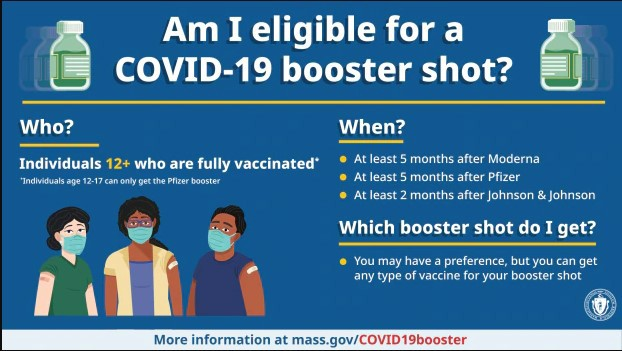 Am I eligible for a
COVID-19 booster shot?
Who?
Individuals 12+ who are fully vaccinated*
*Individuals age 12-17 can only get the Pfizer booster
When?
At least 5 months after Moderna
At least 5 months after Pfizer
At least 2 months after Johnson & Johnson
Which booster shot do I get?
You may have a preference, but you can get
any type of vaccine for your booster shot
More information at mass.gov/COVID19booster